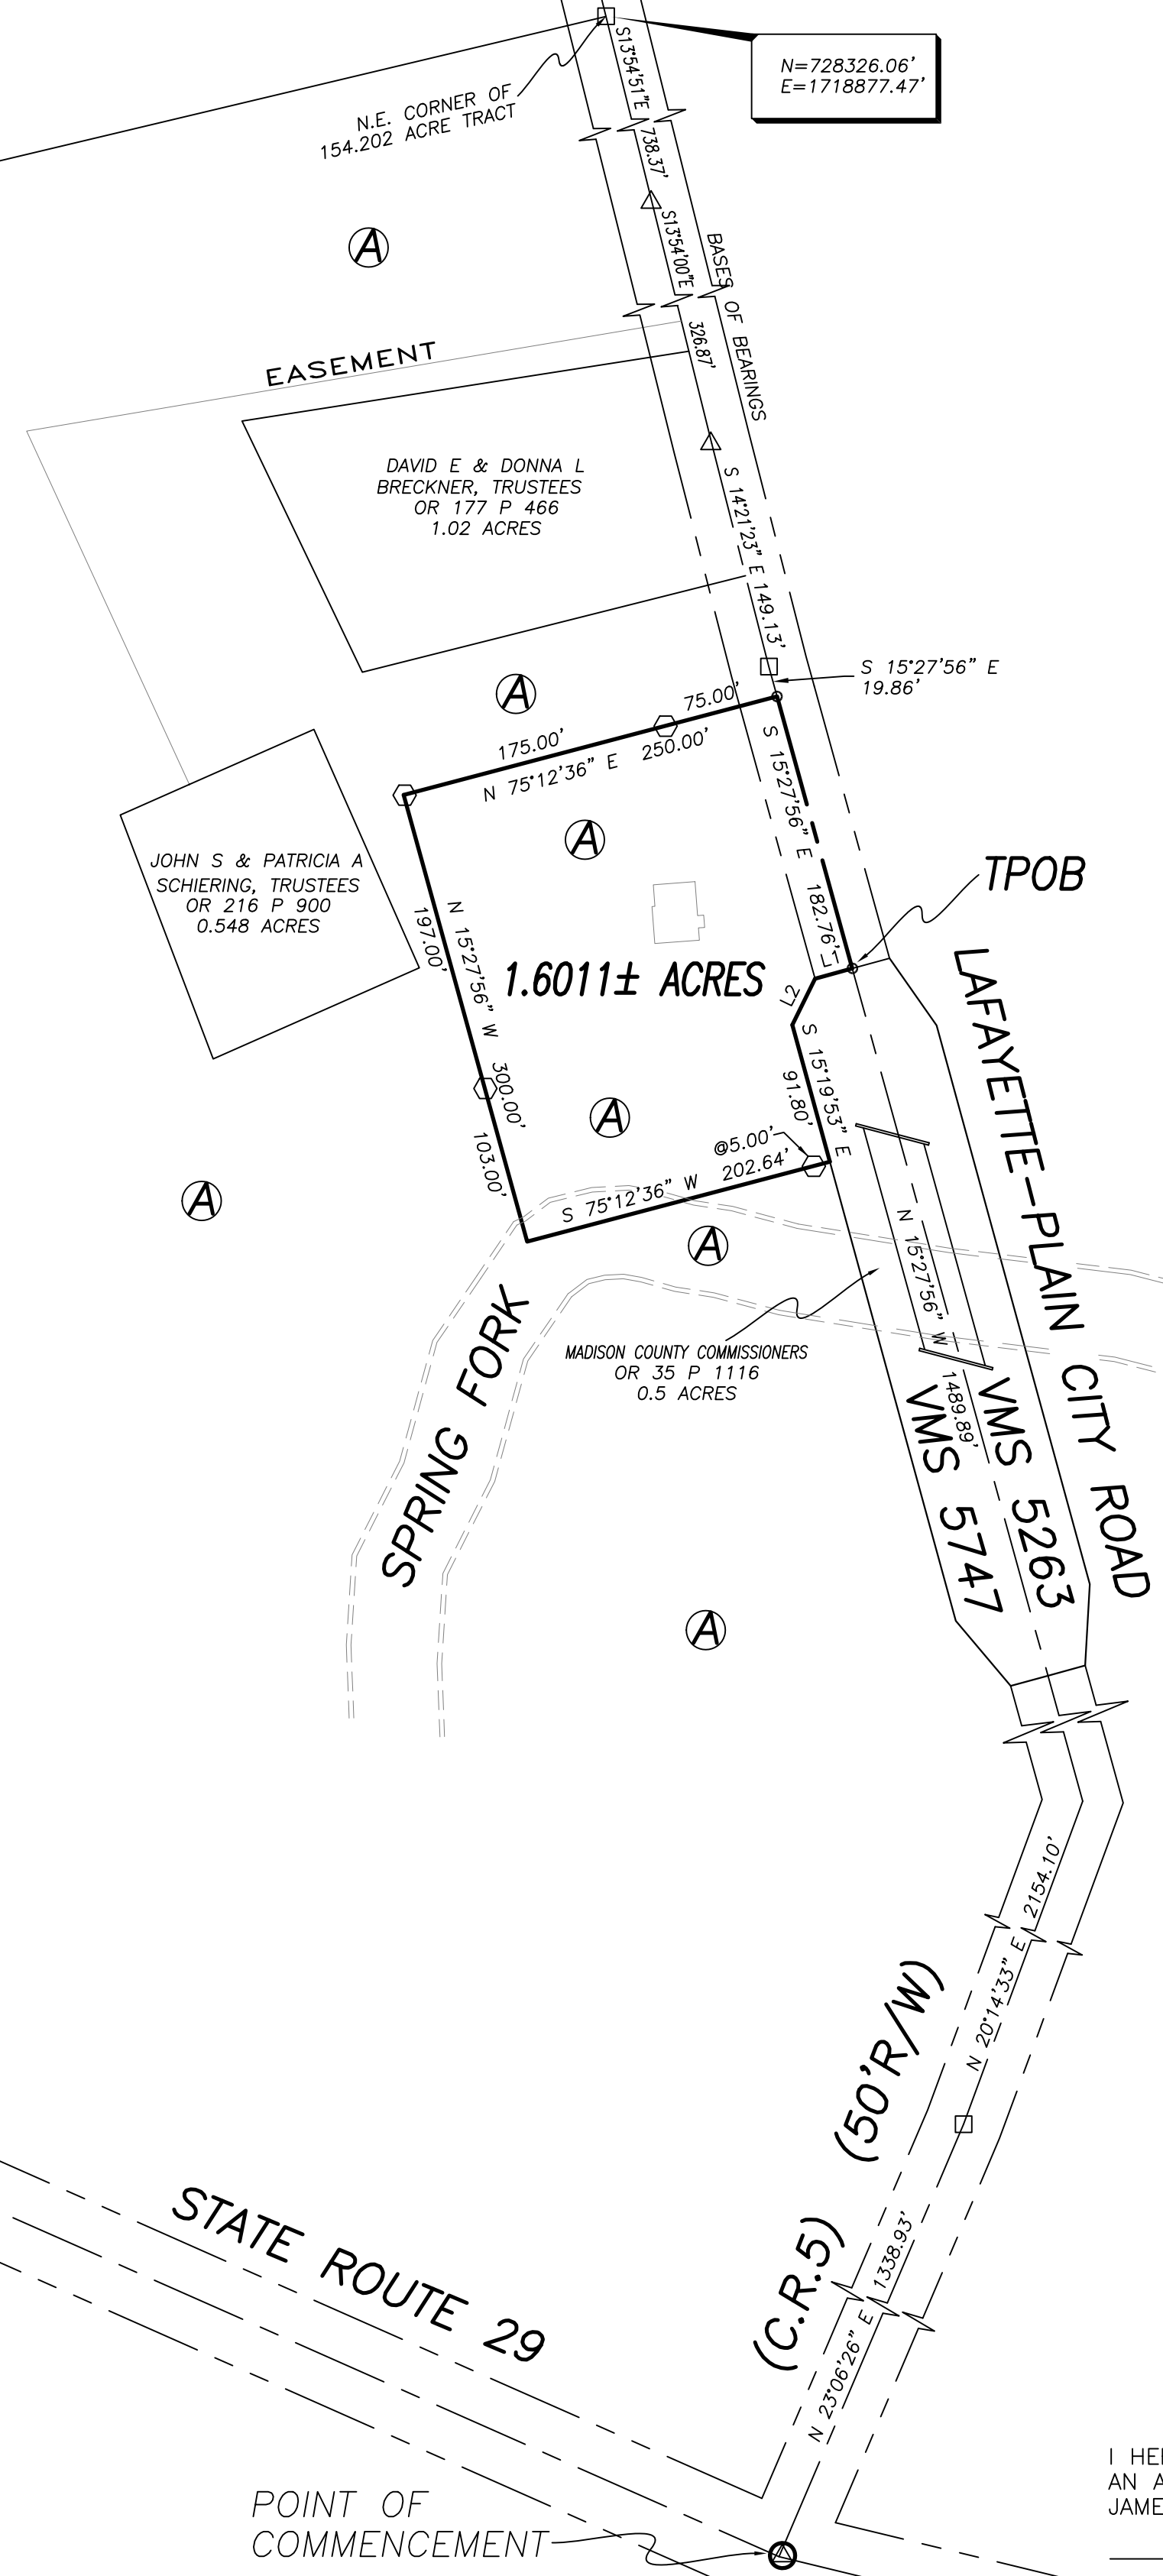 S13°54'51"E 738.37'
N=728326.06'
E=1718877.47'
N.E. CORNER OF
154.202 ACRE TRACT
A
S13°54'00"E 326.87'
BASES OF BEARINGS
EASEMENT
DAVID E & DONNA L
BRECKNER, TRUSTEES
OR 177 P 466
1.02 ACRES
S 14°21'23" E 149.13'
S 15°27'56" E
19.86'
A
75.00'
175.00'
250.00'
N 75°12'36" E
S 15°27'56" E 182.76'
A
JOHN S & PATRICIA A
SCHIERING, TRUSTEES
OR 216 P 900
0.548 ACRES
TPOB
197.00'
N 15°27'56" W 300.00'
1.6011± ACRES
L1
L2
S 15°19'53" E
91.80'
103.00'
A
@5.00'
202.64'
S 75°12'36" W
A
A
LAFAYETTE-PLAIN CITY ROAD
N 15°27'56" W 1489.89'
MADISON COUNTY COMMISSIONERS
OR 35 P 1116
0.5 ACRES
SPRING FORK
VMS 5263
VMS 5747
A
N 20°14'33" E 2154.10'
(C.R.5) (50'R/W)
N 23°06'26" E 1338.93'
STATE ROUTE 29
POINT OF
COMMENCEMENT
I HE
AN A
JAME